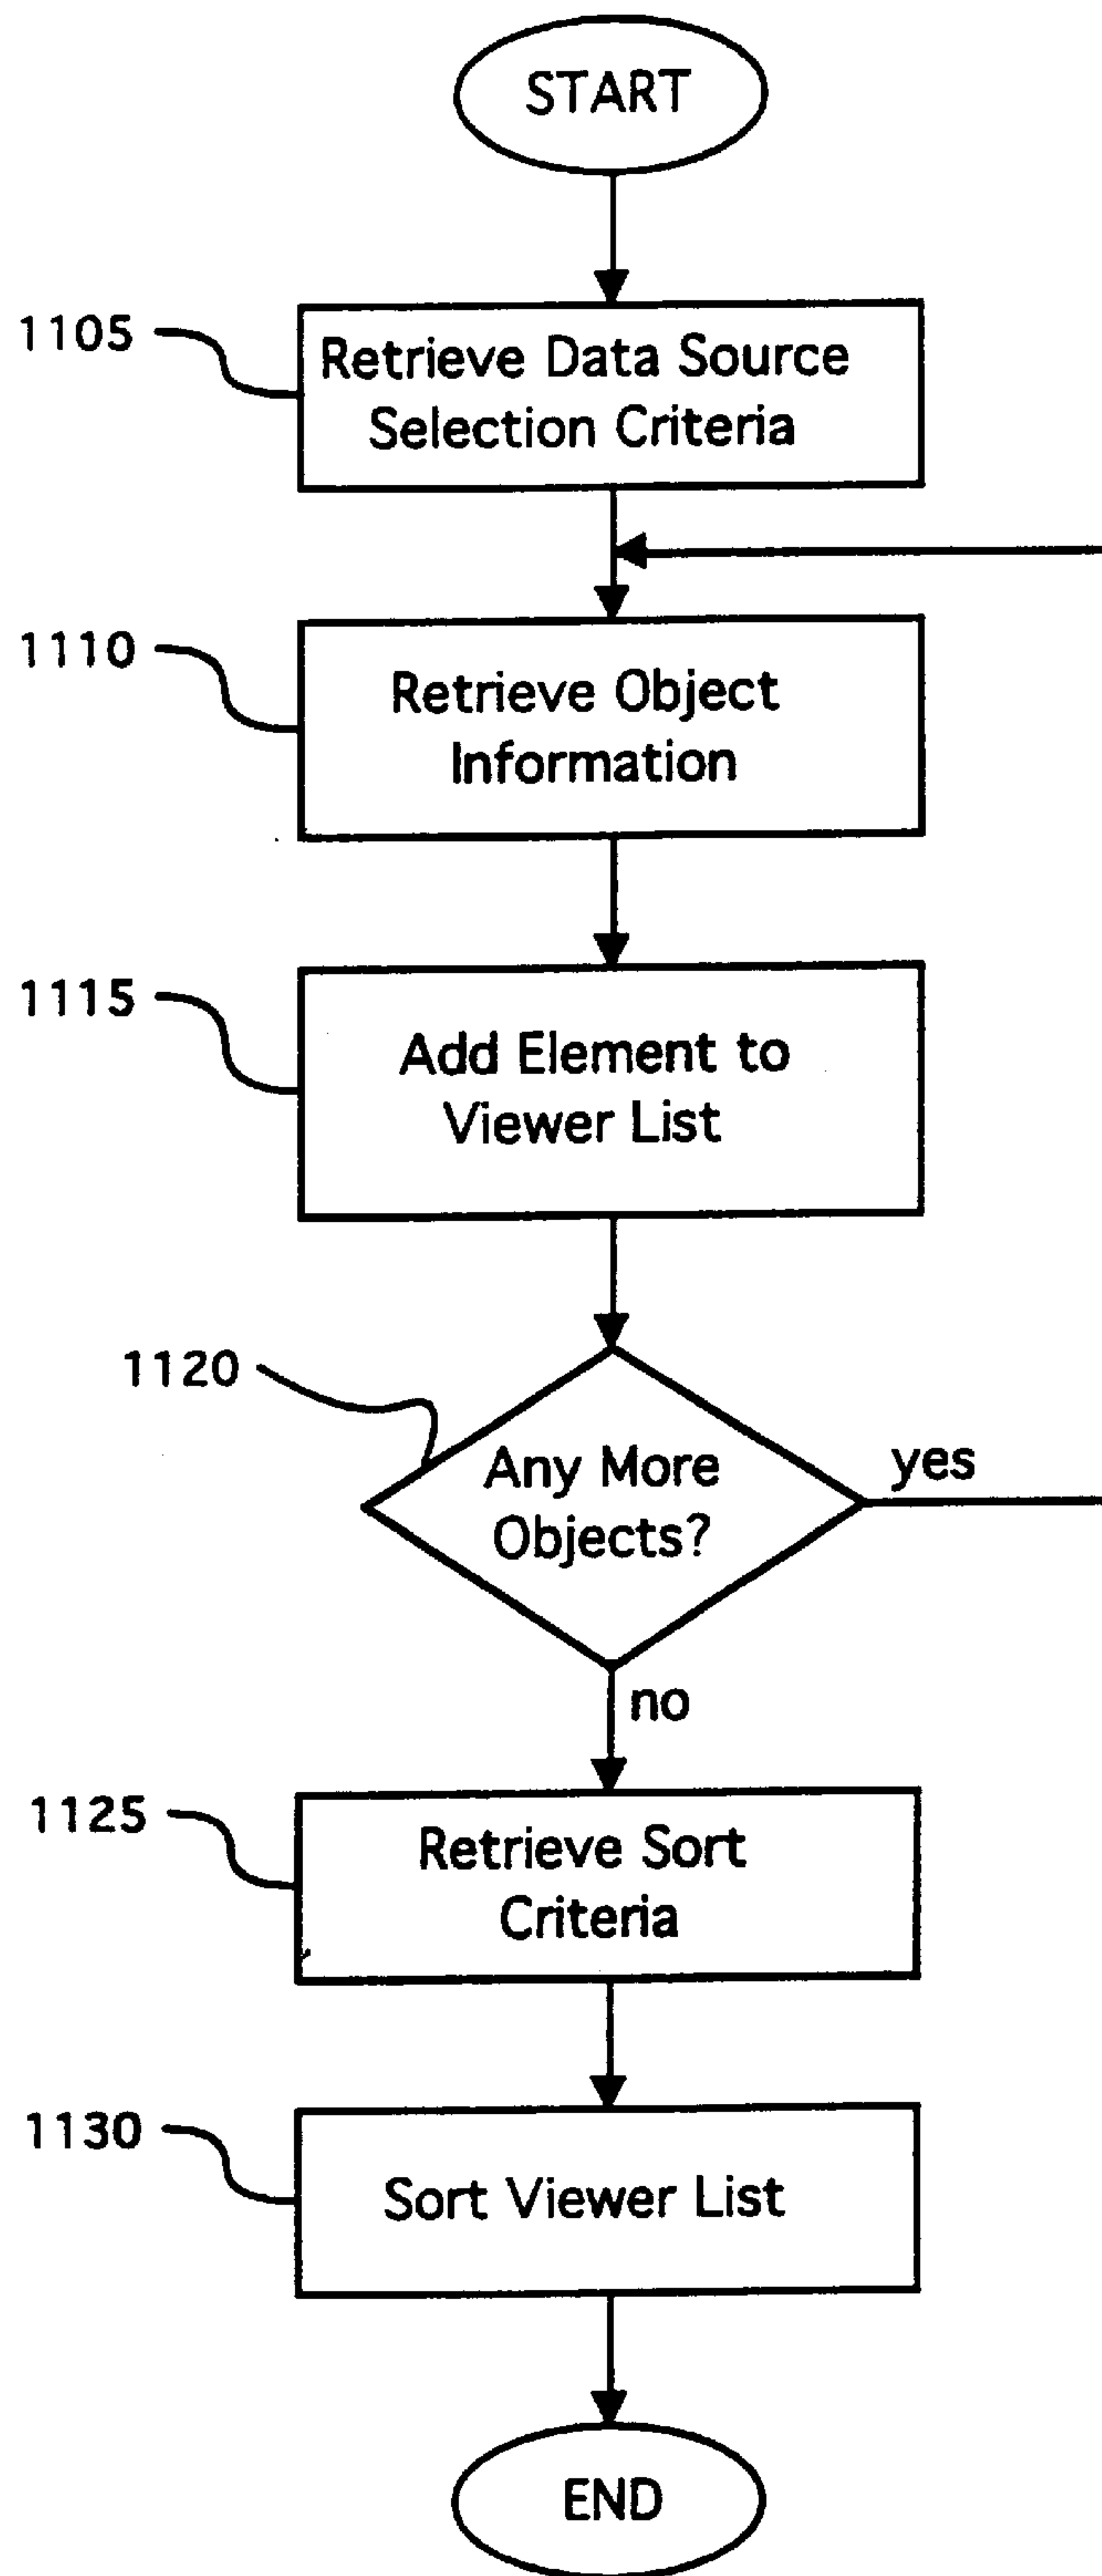 START
1105
Retrieve Data Source
Selection Criteria
1110
Retrieve Object
Information
1115
Add Element to
Viewer List
1120
Any More
Objects?
yes
no
1125
Retrieve Sort
Criteria
1130
Sort Viewer List
END